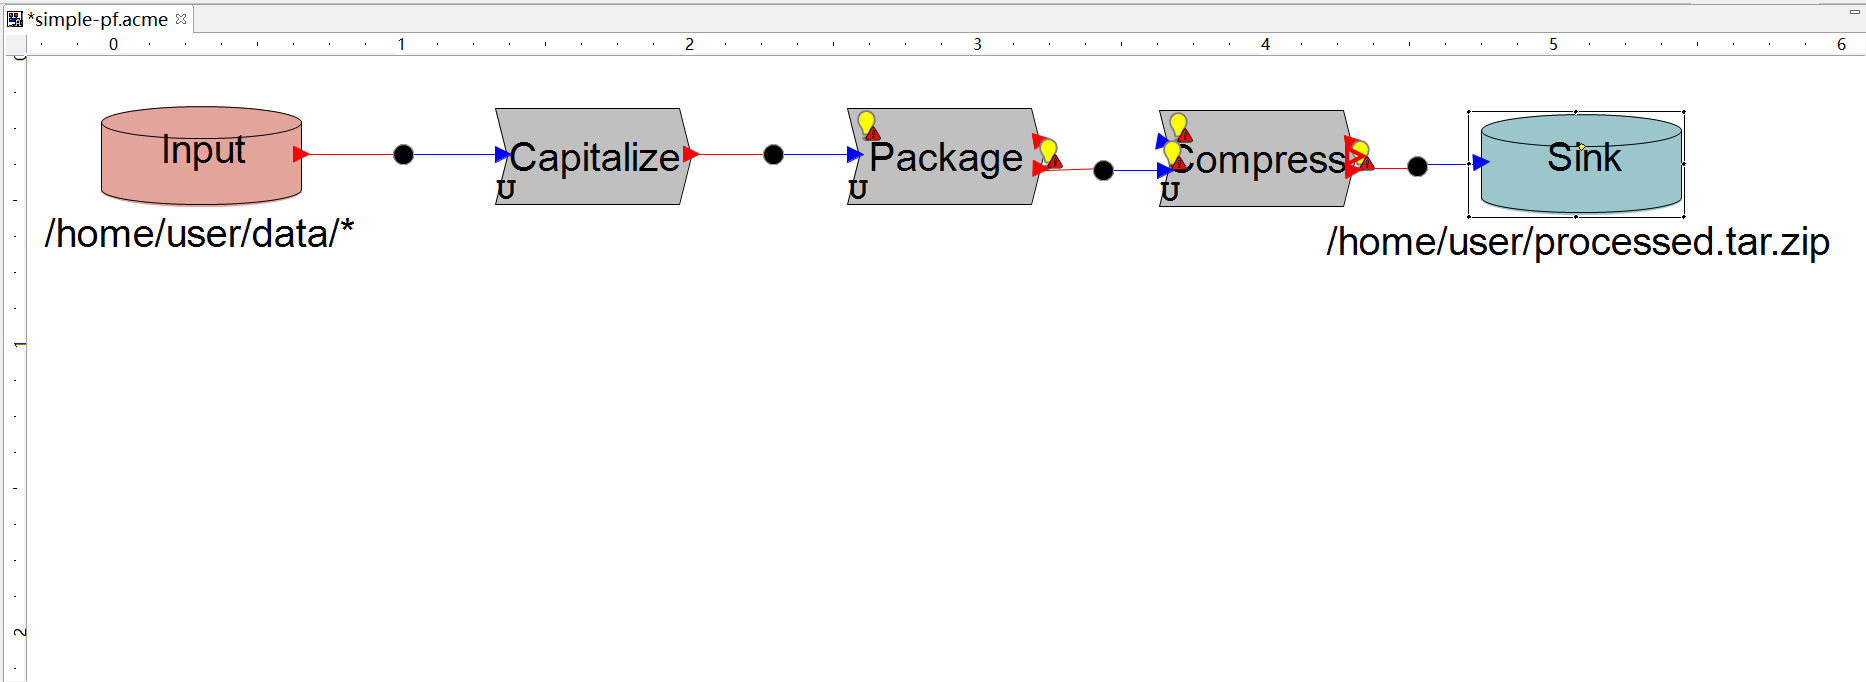 *simple-pf.acme
0 1 2 3 4 5 6
0
Input
Capitalize
Package
Compress
Sink
U
U
U
/home/user/data/*
/home/user/processed.tar.zip
1
2